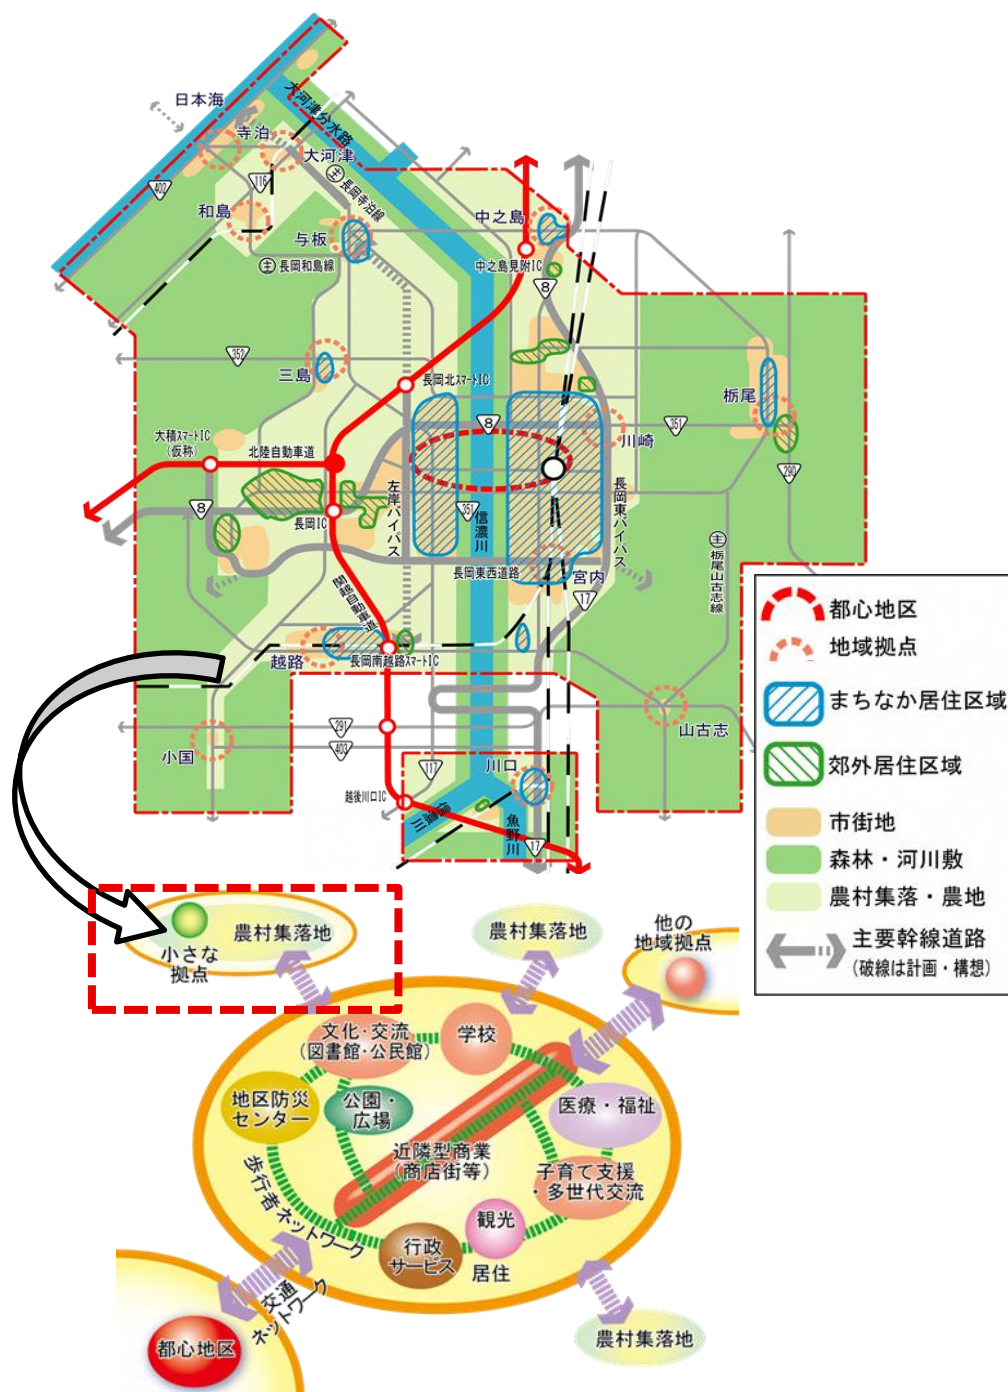 日本海
大河津分水路
寺泊
大河津
402
116
主 長岡寺泊線
和島
与板
中之島
主 長岡和島線
中之島見附IC
8
352
三島
長岡北スマートIC
栃尾
大積スマートIC
(仮称)
北陸自動車道
8
川崎
351
290
8
長岡IC
左岸バイパス
351
信濃川
長岡東バイパス
主 栃尾山古志線
長岡東西道路
宮内
17
関越自動車道
越路
長岡南越路スマートIC
小国
291
403
山古志
117
川口
越後川口IC
信濃川
魚野川
17
都心地区
地域拠点
まちなか居住区域
郊外居住区域
市街地
森林・河川敷
農村集落・農地
主要幹線道路
(破線は計画・構想)
小さな
拠点
農村集落地
農村集落地
他の
地域拠点
文化・交流
(図書館・公民館)
学校
地区防災
センター
公園・
広場
医療・福祉
近隣型商業
(商店街等)
子育て支援
・多世代交流
歩行者ネットワーク
観光
行政
サービス
居住
交通
ネットワーク
都心地区
農村集落地